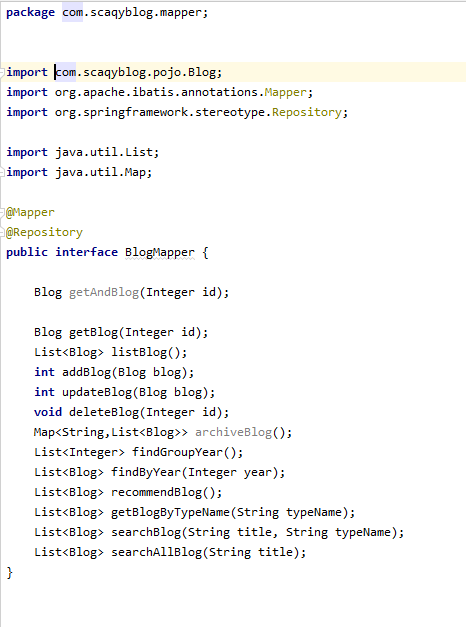 package com.scaqyblog.mapper;
import com.scaqyblog.pojo.Blog;
import org.apache.ibatis.annotations.Mapper;
import org.springframework.stereotype.Repository;
import java.util.List;
import java.util.Map;
@Mapper
@Repository
public interface BlogMapper {
Blog getAndBlog(Integer id);
Blog getBlog(Integer id);
List<Blog> listBlog();
int addBlog(Blog blog);
int updateBlog(Blog blog);
void deleteBlog(Integer id);
Map<String,List<Blog>> archiveBlog();
List<Integer> findGroupYear();
List<Blog> findByYear(Integer year);
List<Blog> recommendBlog();
List<Blog> getBlogByTypeName(String typeName);
List<Blog> searchBlog(String title, String typeName);
List<Blog> searchAllBlog(String title);
}